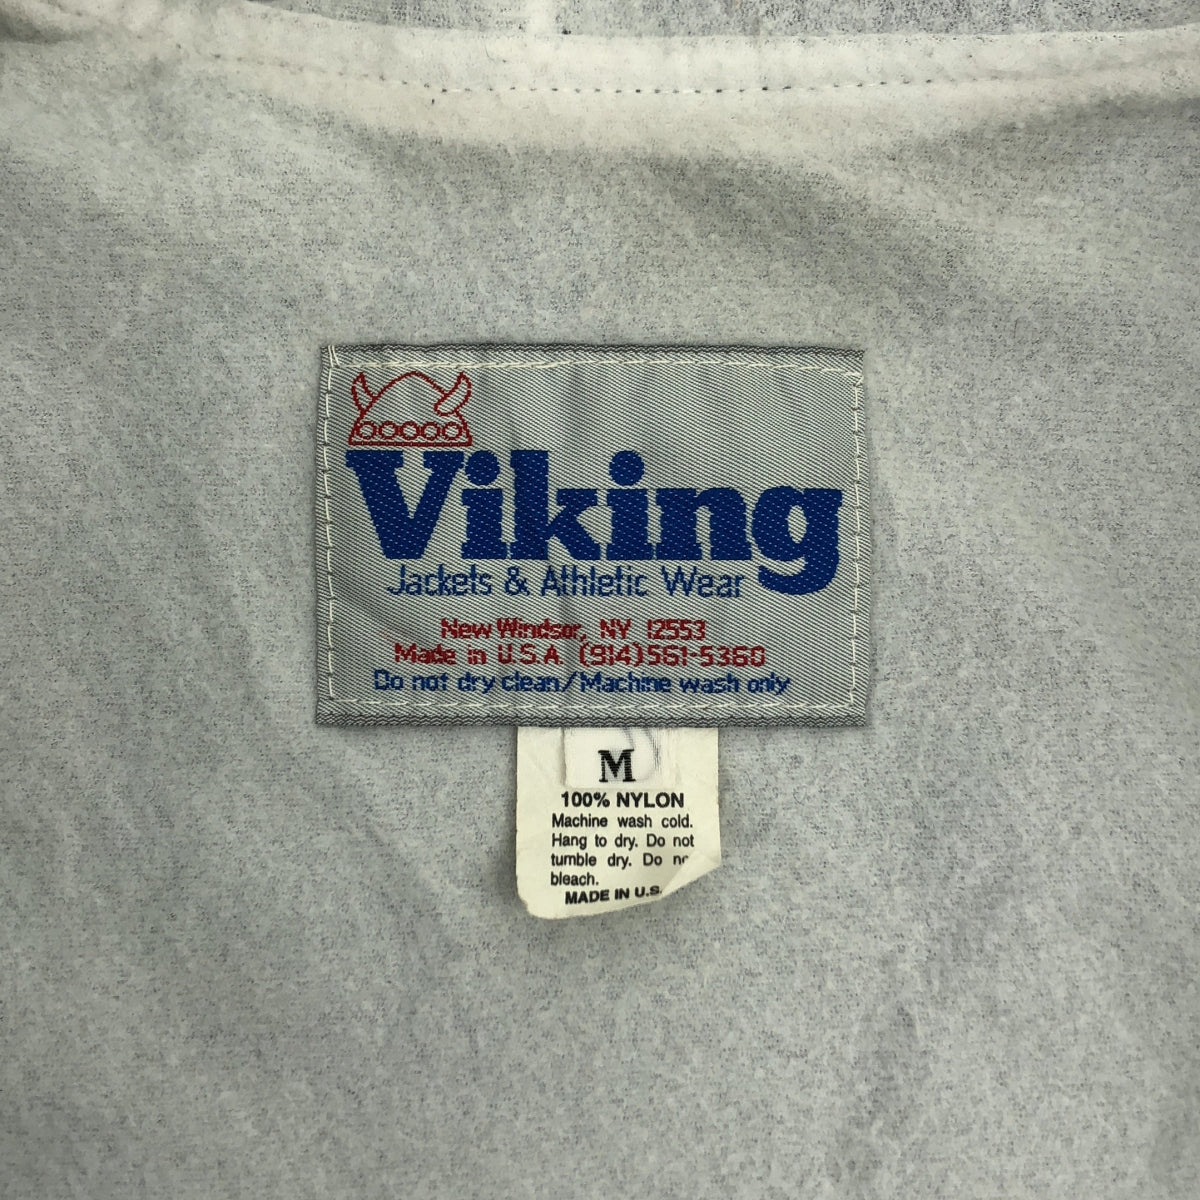 Viking
Jackets & Athletic Wear
New Windsor, NY 12553
Made in U.S.A. (914)561-5360
Do not dry clean/Machine wash only
M
100% NYLON
Machine wash cold.
Hang to dry. Do not
tumble dry. Do
bleach.
MADE IN U.S.